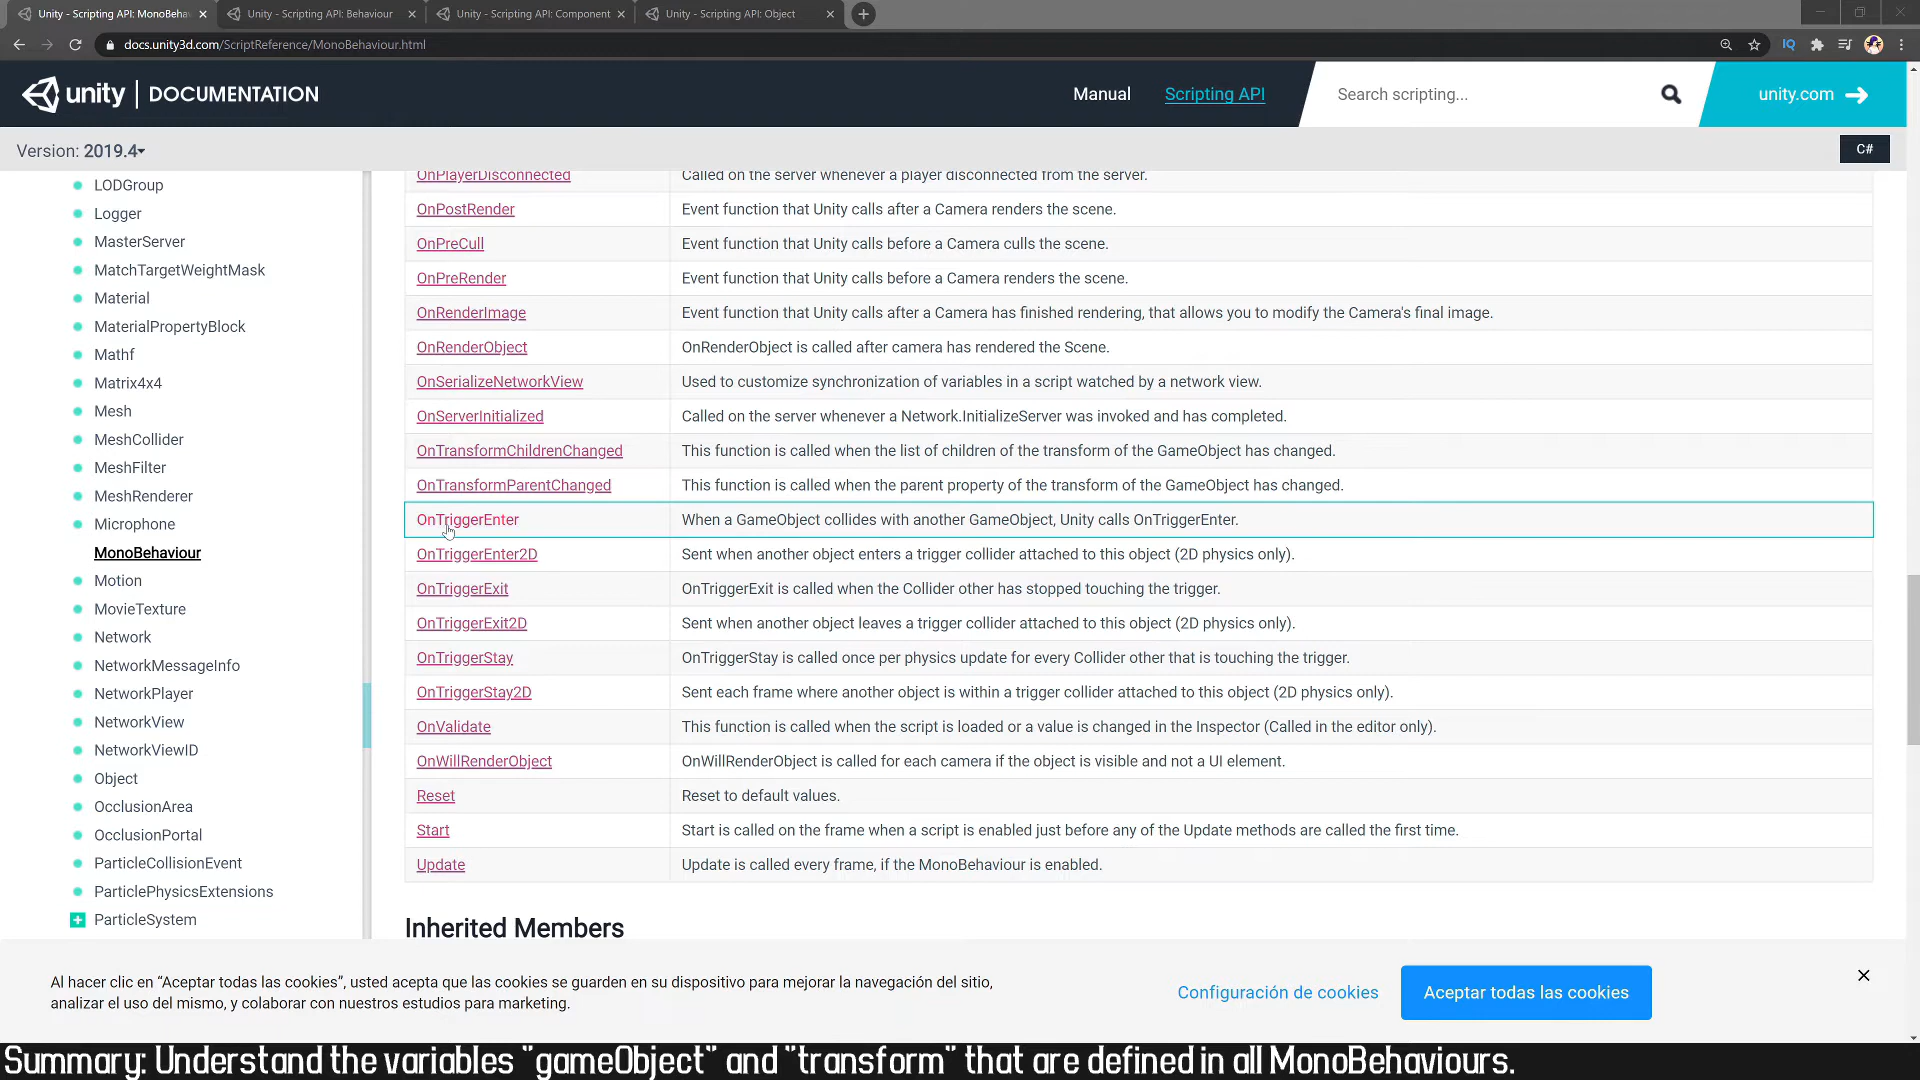 Unity - Scripting API: MonoBehav
Unity - Scripting API: Behaviour
Unity - Scripting API: Component
Unity - Scripting API: Object
docs.unity3d.com/ScriptReference/MonoBehaviour.html
IQ
unity | DOCUMENTATION
Manual
Scripting API
Search scripting...
unity.com
Version: 2019.4
C#
LODGroup
Logger
MasterServer
MatchTargetWeightMask
Material
MaterialPropertyBlock
Mathf
Matrix4x4
Mesh
MeshCollider
MeshFilter
MeshRenderer
Microphone
MonoBehaviour
Motion
MovieTexture
Network
NetworkMessageInfo
NetworkPlayer
NetworkView
NetworkViewID
Object
OcclusionArea
OcclusionPortal
ParticleCollisionEvent
ParticlePhysicsExtensions
ParticleSystem
OnPlayerDisconnected Called on the server whenever a player disconnected from the server.
OnPostRender Event function that Unity calls after a Camera renders the scene.
OnPreCull Event function that Unity calls before a Camera culls the scene.
OnPreRender Event function that Unity calls before a Camera renders the scene.
OnRenderImage Event function that Unity calls after a Camera has finished rendering, that allows you to modify the Camera's final image.
OnRenderObject OnRenderObject is called after camera has rendered the Scene.
OnSerializeNetworkView Used to customize synchronization of variables in a script watched by a network view.
OnServerInitialized Called on the server whenever a Network.InitializeServer was invoked and has completed.
OnTransformChildrenChanged This function is called when the list of children of the transform of the GameObject has changed.
OnTransformParentChanged This function is called when the parent property of the transform of the GameObject has changed.
OnTriggerEnter When a GameObject collides with another GameObject, Unity calls OnTriggerEnter.
OnTriggerEnter2D Sent when another object enters a trigger collider attached to this object (2D physics only).
OnTriggerExit OnTriggerExit is called when the Collider other has stopped touching the trigger.
OnTriggerExit2D Sent when another object leaves a trigger collider attached to this object (2D physics only).
OnTriggerStay OnTriggerStay is called once per physics update for every Collider other that is touching the trigger.
OnTriggerStay2D Sent each frame where another object is within a trigger collider attached to this object (2D physics only).
OnValidate This function is called when the script is loaded or a value is changed in the Inspector (Called in the editor only).
OnWillRenderObject OnWillRenderObject is called for each camera if the object is visible and not a UI element.
Reset Reset to default values.
Start Start is called on the frame when a script is enabled just before any of the Update methods are called the first time.
Update Update is called every frame, if the MonoBehaviour is enabled.
Inherited Members
Al hacer clic en “Aceptar todas las cookies”, usted acepta que las cookies se guarden en su dispositivo para mejorar la navegación del sitio,
analizar el uso del mismo, y colaborar con nuestros estudios para marketing.
Configuración de cookies
Aceptar todas las cookies
Summary: Understand the variables "gameObject" and "transform" that are defined in all MonoBehaviours.